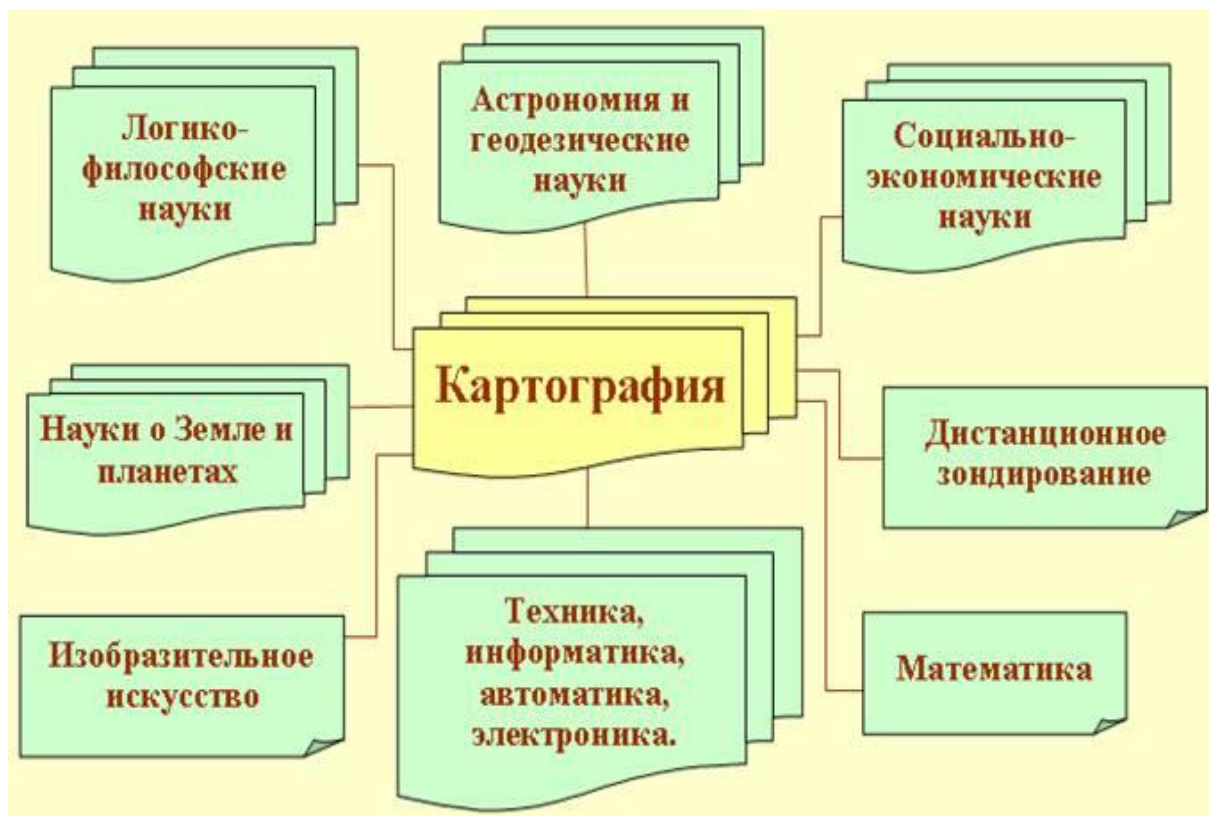 Логико-
философские
науки
Астрономия и
геодезические
науки
Социально-
экономические
науки
Картография
Науки о Земле и
планетах
Дистанционное
зондирование
Изобразительное
искусство
Техника,
информатика,
автоматика,
электроника.
Математика